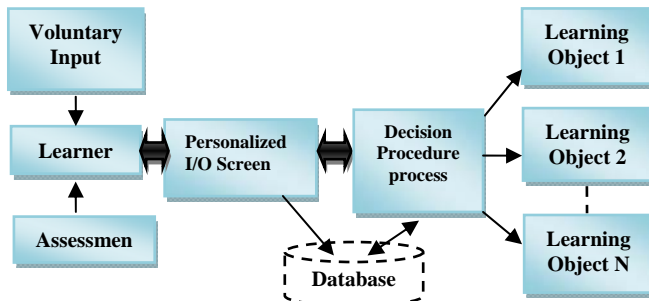 Voluntary
Input
Learner
Assessmen
Personalized
I/O Screen
Decision
Procedure
process
Database
Learning
Object 1
Learning
Object 2
Learning
Object N